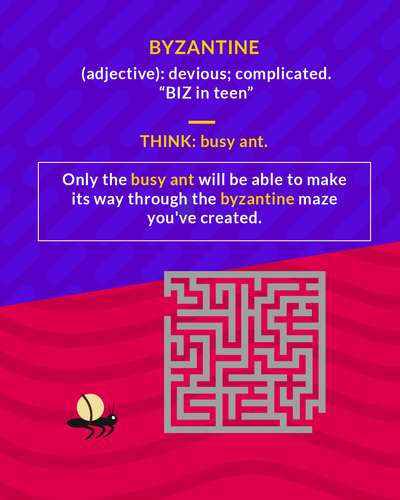 BYZANTINE
(adjective): devious; complicated.
“BIZ in teen”
THINK: busy ant.
Only the busy ant will be able to make
its way through the byzantine maze
you've created.